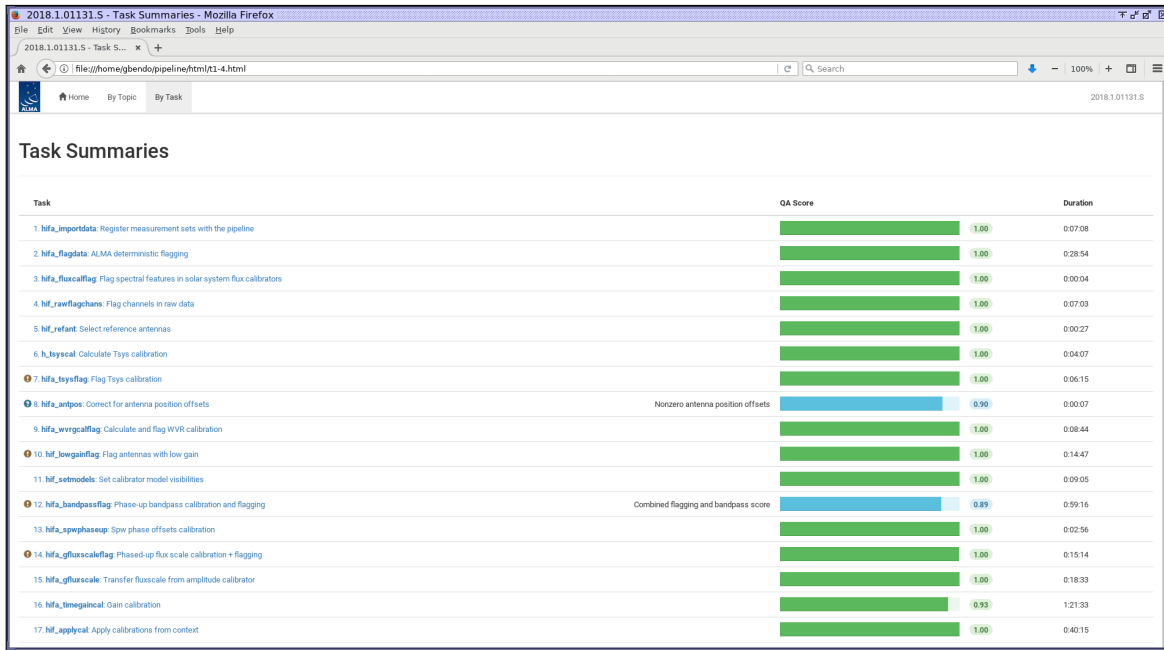 2018.1.01131.S - Task Summaries - Mozilla Firefox
File Edit View History Bookmarks Tools Help
2018.1.01131.S - Task S... × +
file:///home/gbendo/pipeline/html/t1-4.html Search 100%
ALMA Home By Topic By Task 2018.1.01131.S
Task Summaries
Task QA Score Duration
1. hifa_importdata: Register measurement sets with the pipeline 1.00 0:07:08
2. hifa_flagdata: ALMA deterministic flagging 1.00 0:28:54
3. hifa_fluxcalflag: Flag spectral features in solar system flux calibrators 1.00 0:00:04
4. hif_rawflagchans: Flag channels in raw data 1.00 0:07:03
5. hif_refant: Select reference antennas 1.00 0:00:27
6. h_tsyscal: Calculate Tsys calibration 1.00 0:04:07
7. hifa_tsysflag: Flag Tsys calibration 1.00 0:06:15
8. hifa_antpos: Correct for antenna position offsets Nonzero antenna position offsets 0.90 0:00:07
9. hifa_wvrgcalflag: Calculate and flag WVR calibration 1.00 0:08:44
10. hif_lowgainflag: Flag antennas with low gain 1.00 0:14:47
11. hif_setmodels: Set calibrator model visibilities 1.00 0:09:05
12. hifa_bandpassflag: Phase-up bandpass calibration and flagging Combined flagging and bandpass score 0.89 0:59:16
13. hifa_spwphaseup: Spw phase offsets calibration 1.00 0:02:56
14. hifa_gfluxscaleflag: Phased-up flux scale calibration + flagging 1.00 0:15:14
15. hifa_gfluxscale: Transfer fluxscale from amplitude calibrator 1.00 0:18:33
16. hifa_timegaincal: Gain calibration 0.93 1:21:33
17. hif_applycal: Apply calibrations from context 1.00 0:40:15